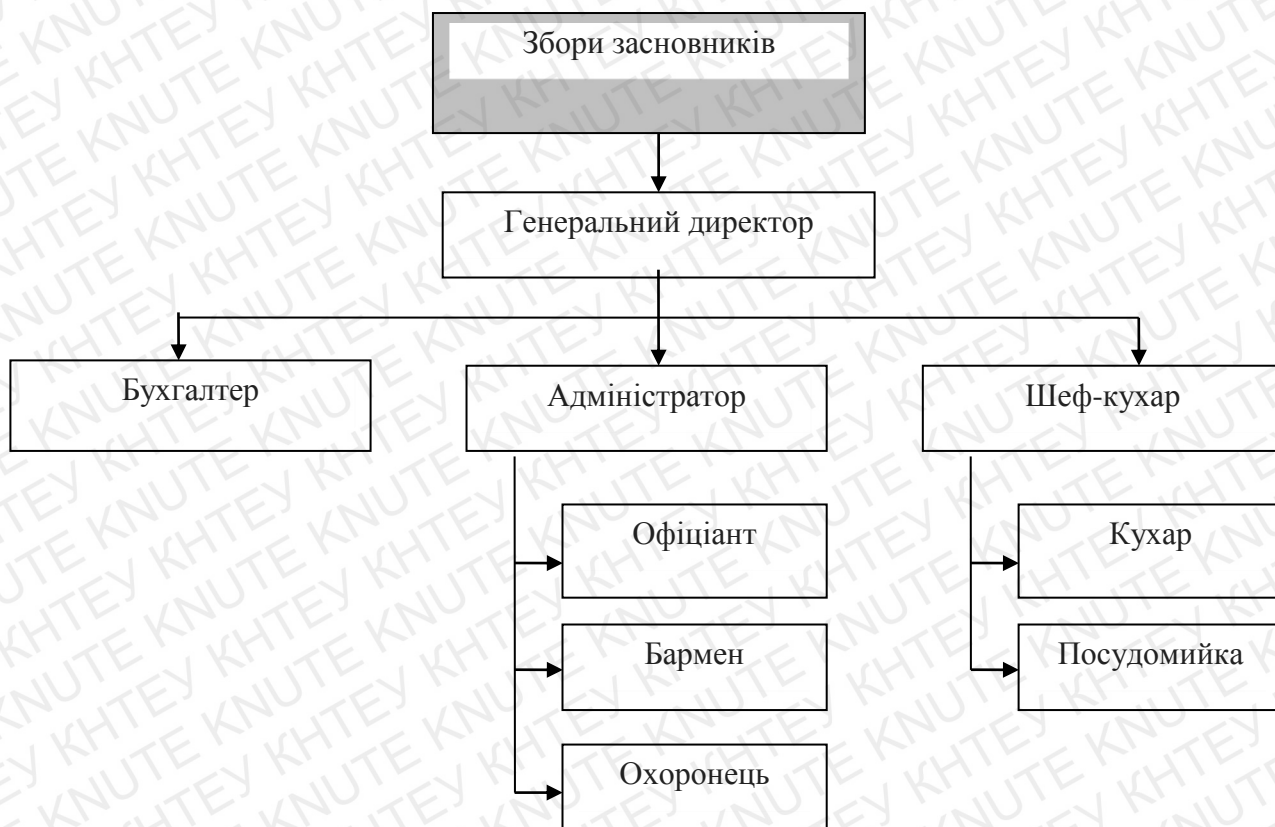 Збори засновників
Генеральний директор
Бухгалтер
Адміністратор
Шеф-кухар
Офіціант
Кухар
Бармен
Посудомийка
Охоронець